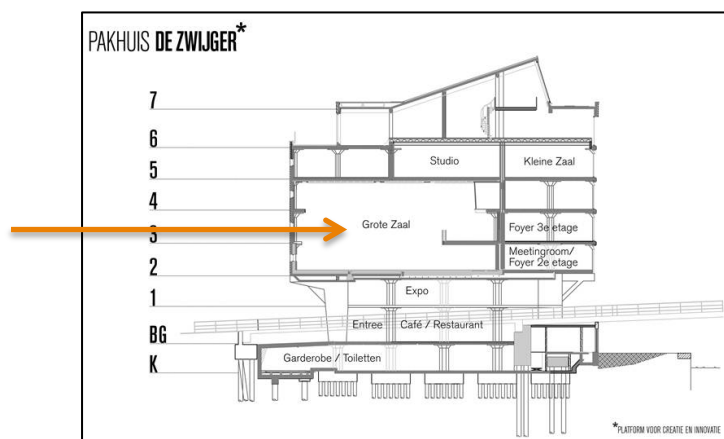 PAKHUIS DE ZWIJGER*
7
6
5
Studio
Kleine Zaal
4
Grote Zaal
Foyer 3e etage
3
Meetingroom/
Foyer 2e etage
2
Expo
1
Entree
Café / Restaurant
BG
Garderobe / Toiletten
K
*PLATFORM VOOR CREATIE EN INNOVATIE